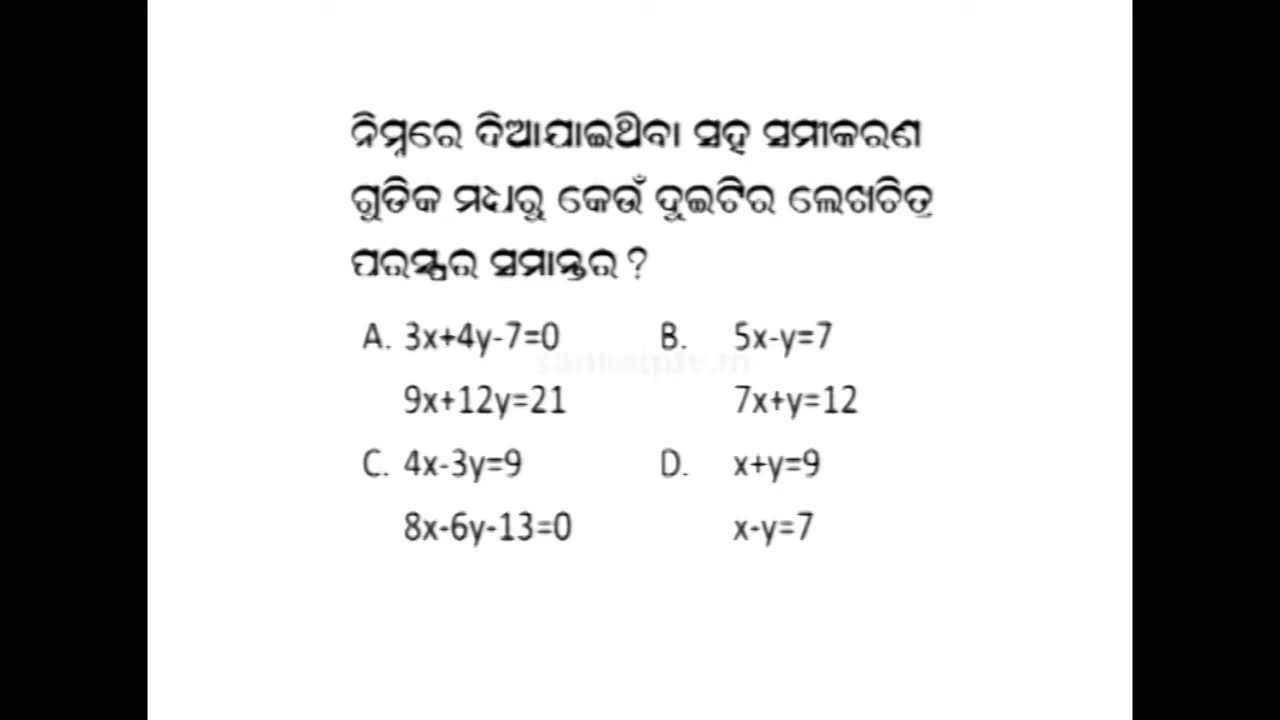 ନିମ୍ନରେ ଦିଆଯାଇଥିବା ସହ ସମୀକରଣ
ଗୁଡିକ ମଧ୍ଯରୁ କେଉଁ ଦୁଇଟିର ଲେଖଚିତ୍ର
ପରସ୍ପର ସମାନ୍ତର ?
A. 3x+4y-7=0 B. 5x-y=7
9x+12y=21 7x+y=12
C. 4x-3y=9 D. x+y=9
8x-6y-13=0 x-y=7